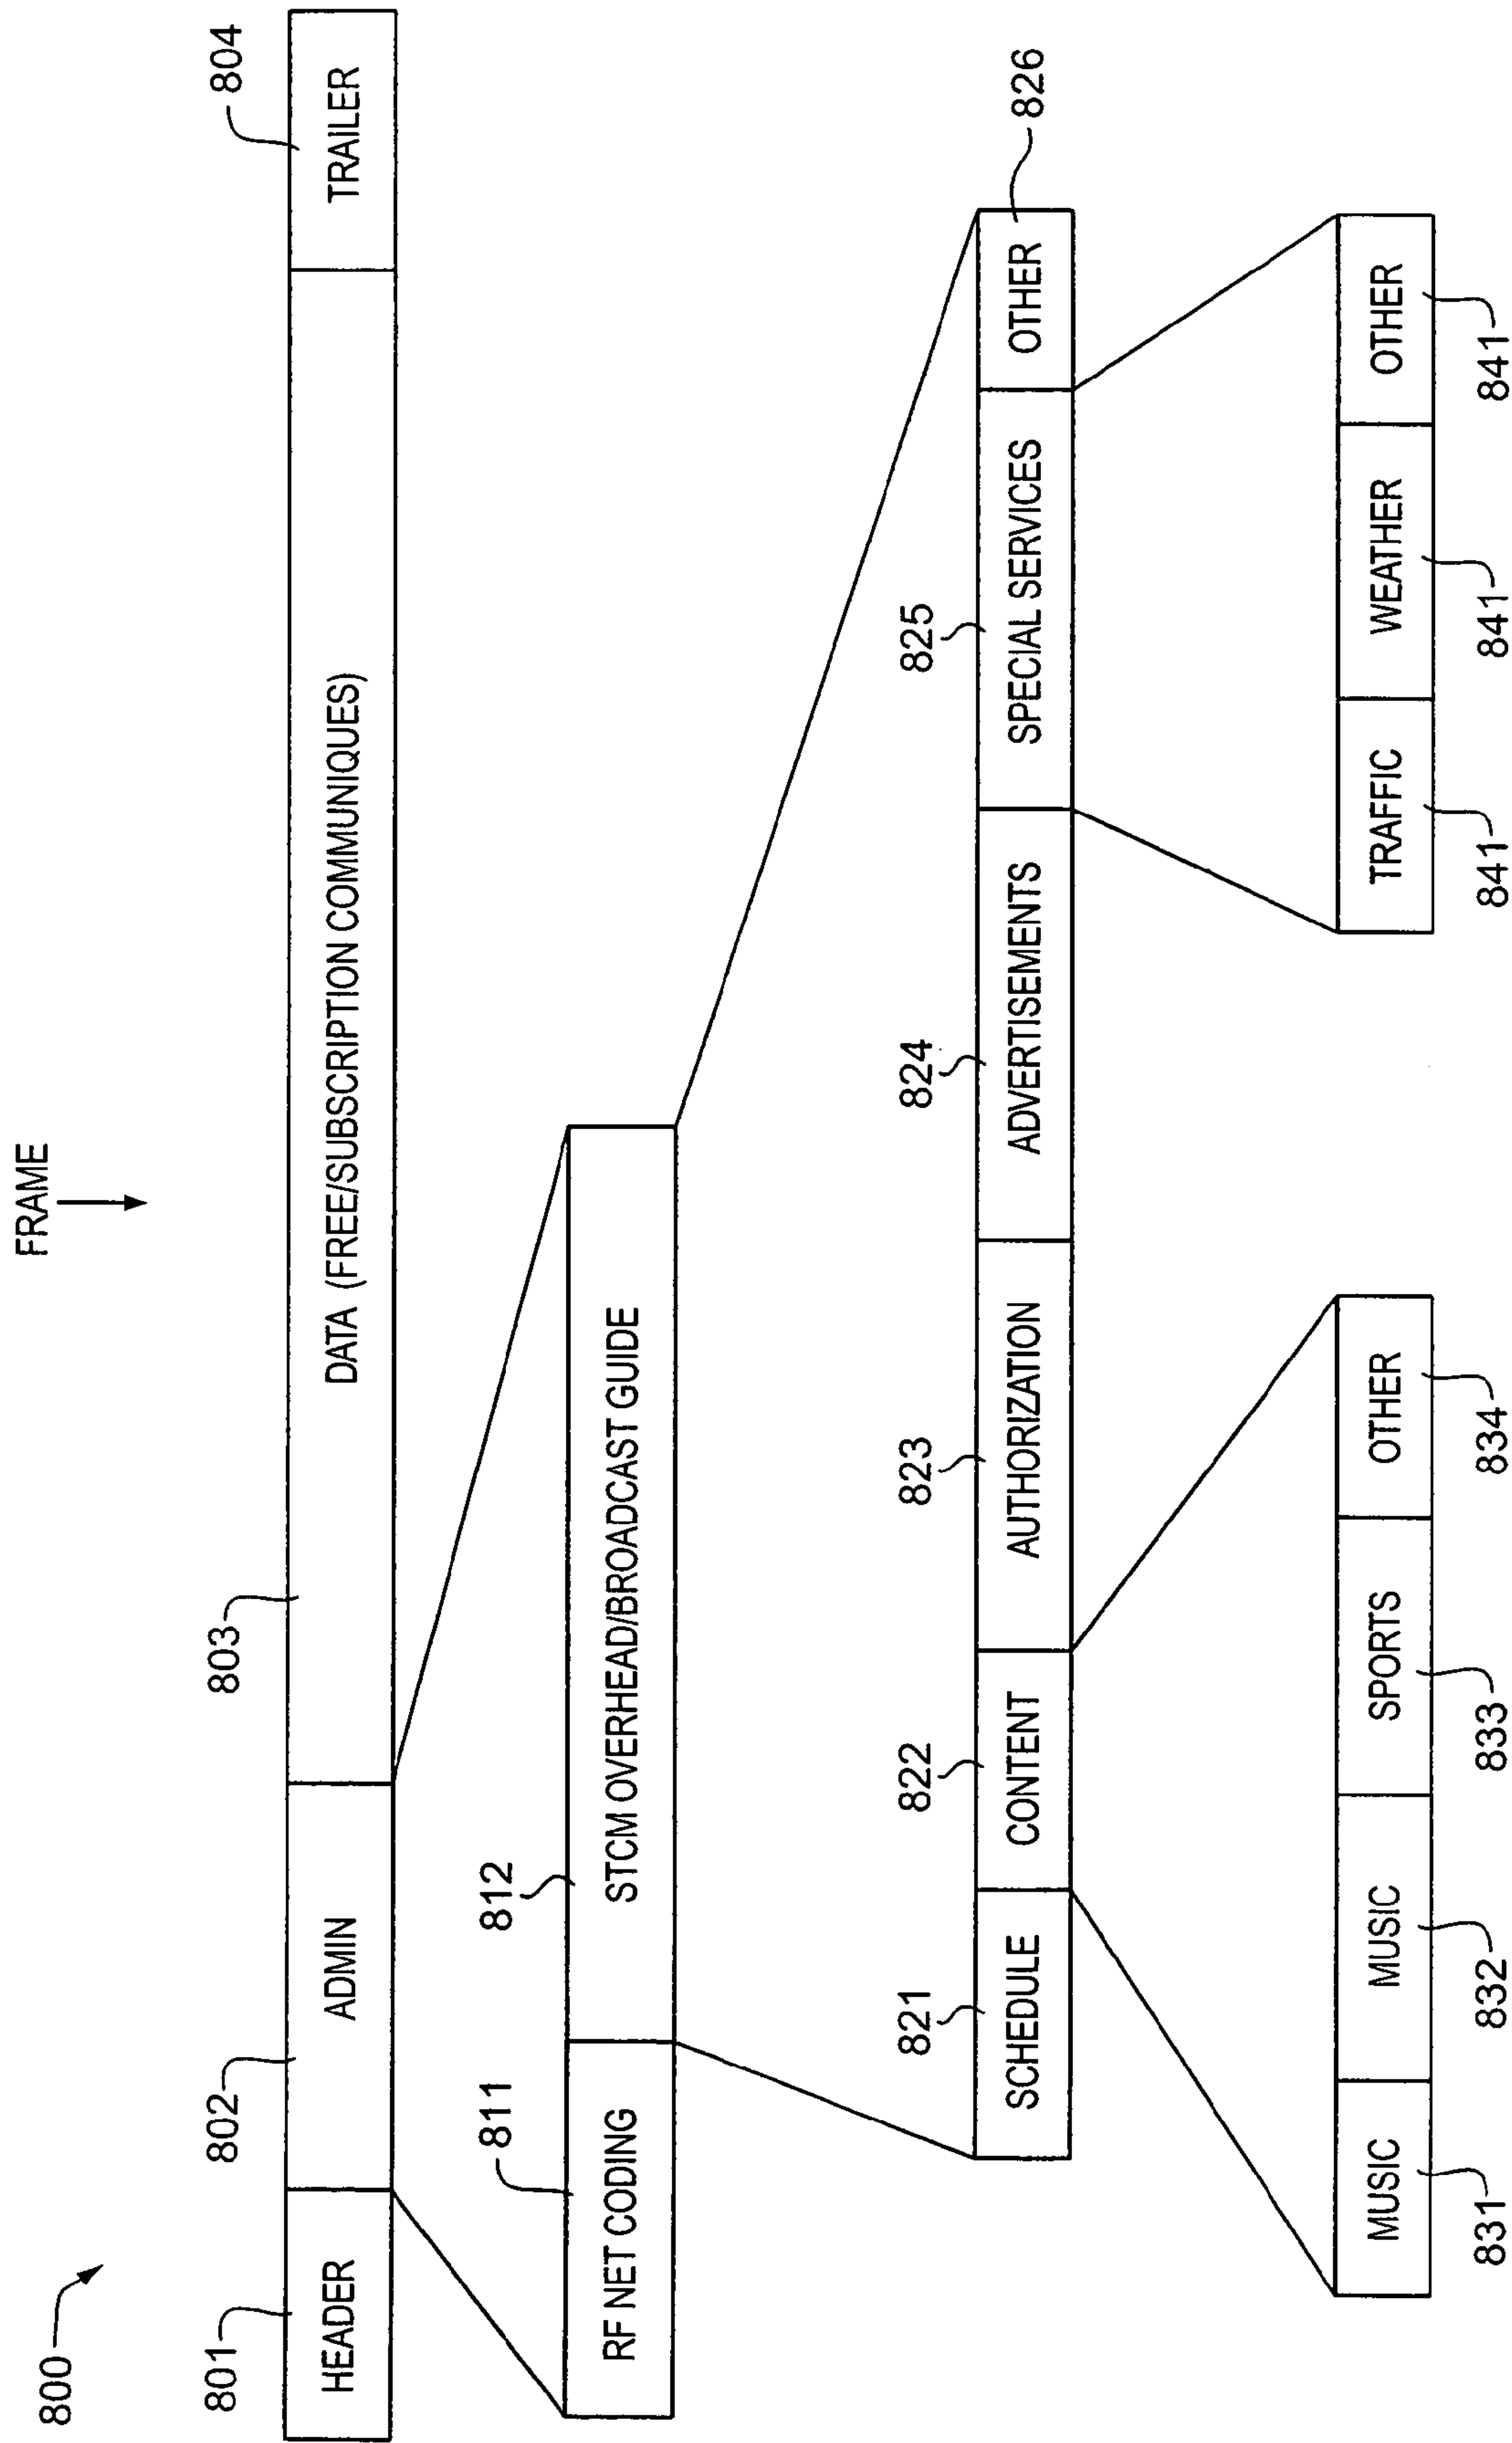 FRAME
800
801
802
803
804
HEADER
ADMIN
DATA (FREE/SUBSCRIPTION COMMUNIQUES)
TRAILER
811
812
RF NET CODING
STCM OVERHEAD/BROADCAST GUIDE
821
822
823
824
825
826
SCHEDULE
CONTENT
AUTHORIZATION
ADVERTISEMENTS
SPECIAL SERVICES
OTHER
MUSIC
MUSIC
SPORTS
OTHER
831
832
833
834
TRAFFIC
WEATHER
OTHER
841
841
841